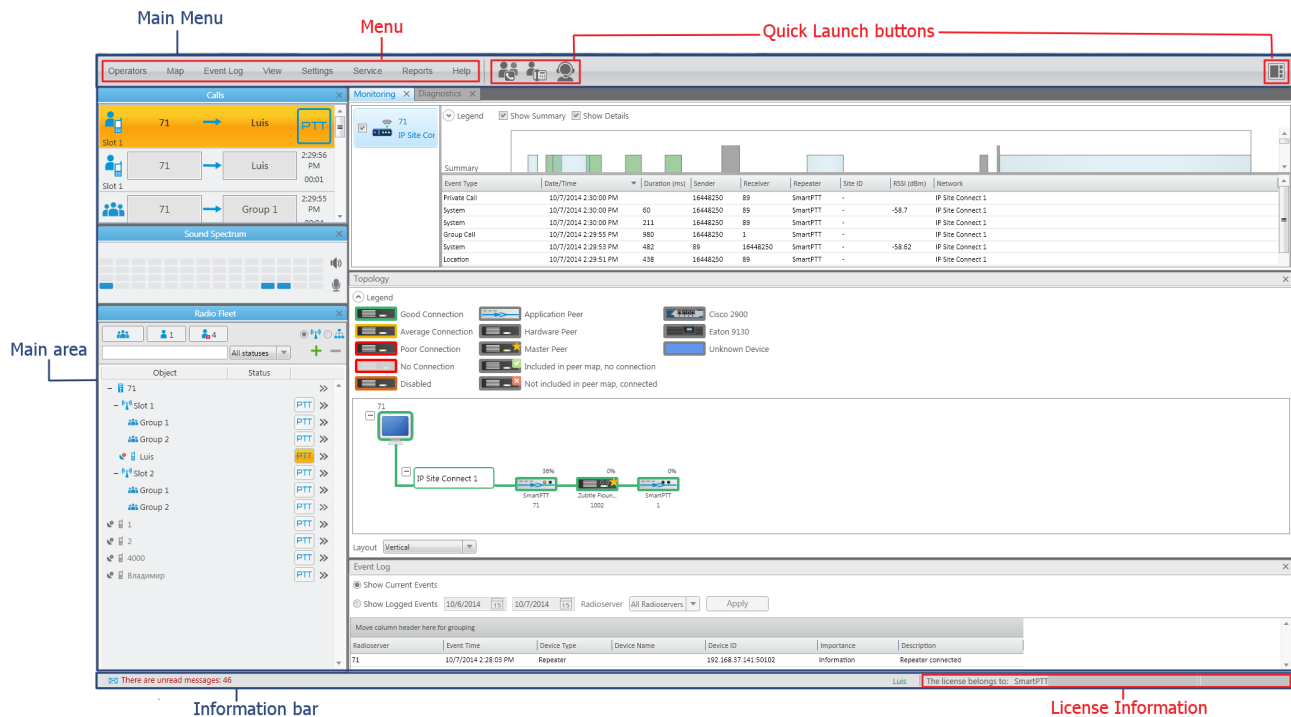 Main Menu
Menu
Quick Launch buttons
Operators Map Event Log View Settings Service Reports Help
Calls
71 Luis PTT
Slot 1
71 Luis 2:29:56 PM 00:01
Slot 1
71 Group 1 2:29:55 PM
Sound Spectrum
Radio Fleet
1 4
All statuses
Object Status
71
Slot 1 PTT
Group 1 PTT
Group 2 PTT
Luis PTT
Slot 2 PTT
Group 1 PTT
Group 2 PTT
1 PTT
2 PTT
4000 PTT
Владимир PTT
Main area
Monitoring Diagnostics
71
IP Site Cor
Legend Show Summary Show Details
Summary
Event Type Date/Time Duration (ms) Sender Receiver Repeater Site ID RSSI (dBm) Network
Private Call 10/7/2014 2:30:00 PM 16448250 89 SmartPTT - IP Site Connect 1
System 10/7/2014 2:30:00 PM 60 16448250 89 SmartPTT - -58.7 IP Site Connect 1
System 10/7/2014 2:30:00 PM 211 16448250 89 SmartPTT - IP Site Connect 1
Group Call 10/7/2014 2:29:55 PM 980 16448250 1 SmartPTT - IP Site Connect 1
System 10/7/2014 2:29:53 PM 482 89 16448250 SmartPTT - -58.62 IP Site Connect 1
Location 10/7/2014 2:29:51 PM 438 16448250 89 SmartPTT - IP Site Connect 1
Topology
Legend
Good Connection Application Peer Cisco 2900
Average Connection Hardware Peer Eaton 9130
Poor Connection Master Peer Unknown Device
No Connection Included in peer map, no connection
Disabled Not included in peer map, connected
71
IP Site Connect 1
36% 0% 0%
SmartPTT Zubtle Floun... SmartPTT
71 1002 1
Layout Vertical
Event Log
Show Current Events
Show Logged Events 10/6/2014 15 10/7/2014 15 Radioserver All Radioservers Apply
Move column header here for grouping
Radioserver Event Time Device Type Device Name Device ID Importance Description
71 10/7/2014 2:28:03 PM Repeater 192.168.37.141:50102 Information Repeater connected
There are unread messages: 46 Luis The license belongs to: SmartPTT
Information bar
License Information